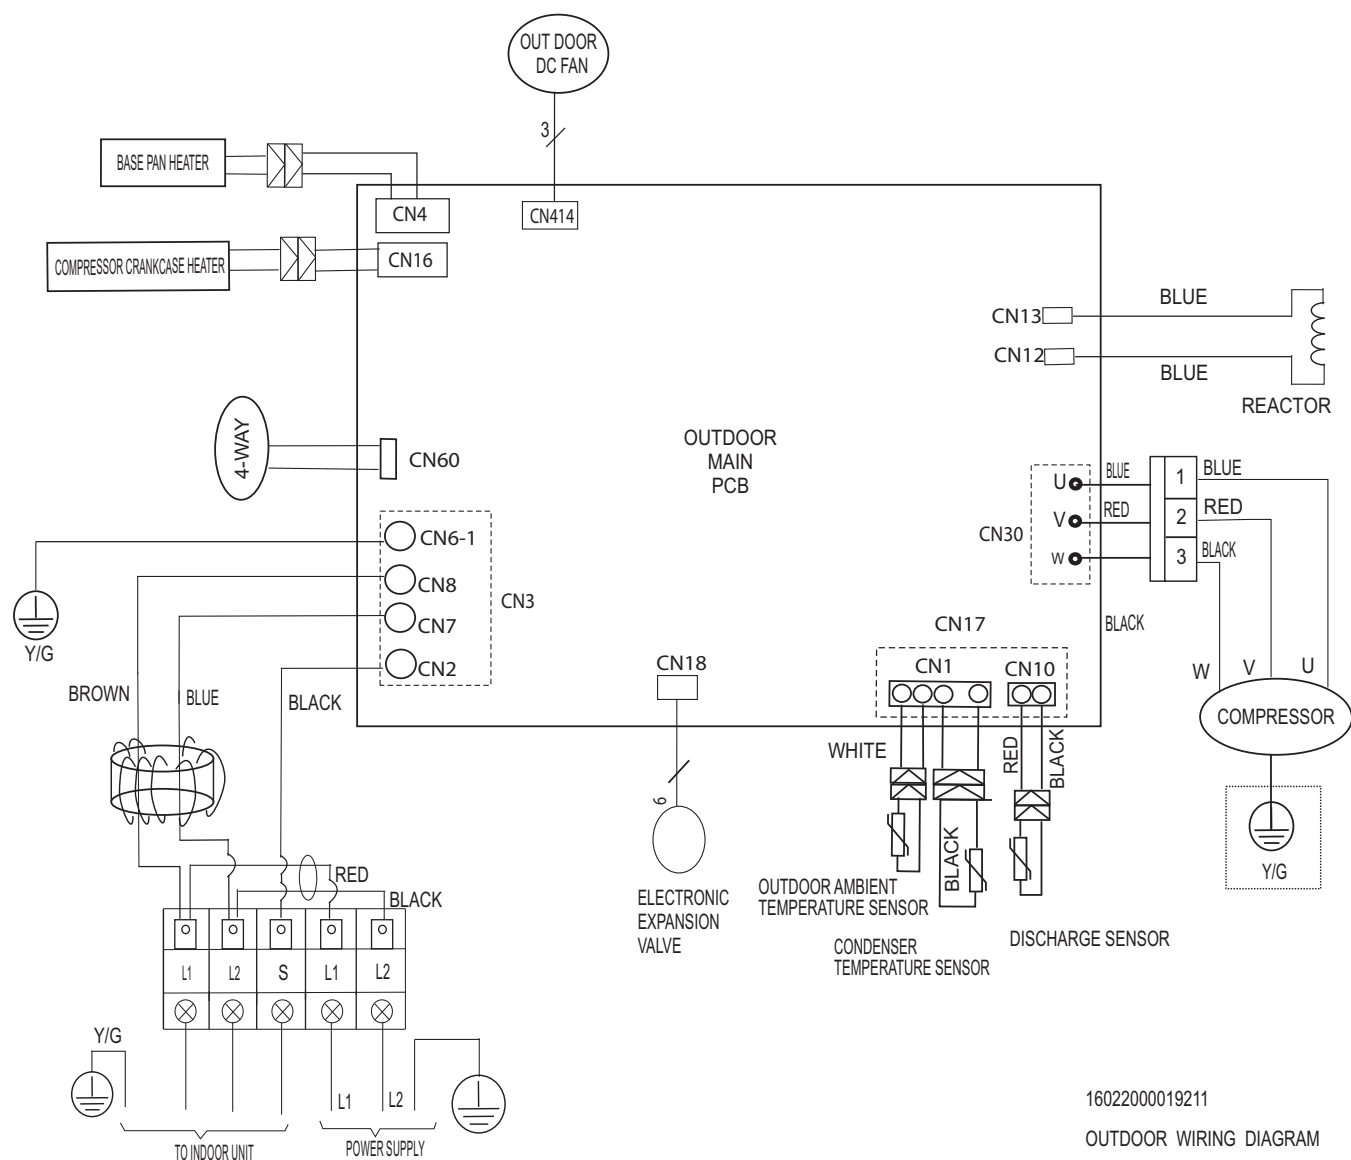 OUT DOOR
DC FAN
3
BASE PAN HEATER
CN4
CN414
COMPRESSOR CRANKCASE HEATER
CN16
BLUE
CN13
CN12
BLUE
REACTOR
4-WAY
CN60
OUTDOOR
MAIN
PCB
CN6-1
CN8
CN7
CN2
CN3
Y/G
BROWN
BLUE
BLACK
CN30
U
V
W
BLUE
RED
BLACK
1
2
3
BLUE
RED
BLACK
W
V
U
COMPRESSOR
Y/G
CN17
CN1
CN10
CN18
6
ELECTRONIC
EXPANSION
VALVE
WHITE
BLACK
RED
BLACK
OUTDOOR AMBIENT
TEMPERATURE SENSOR
CONDENSER
TEMPERATURE SENSOR
DISCHARGE SENSOR
RED
BLACK
L1
L2
S
L1
L2
Y/G
L1
L2
TO INDOOR UNIT
POWER SUPPLY
16022000019211
OUTDOOR WIRING DIAGRAM